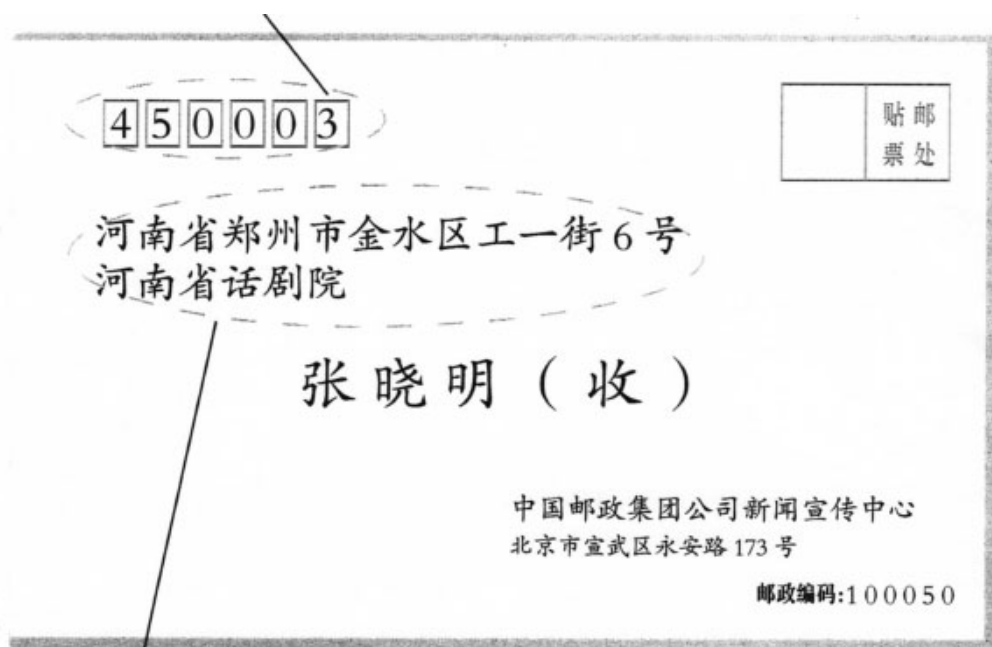 450003
贴邮
票处
河南省郑州市金水区工一街6号
河南省话剧院
张晓明（收）
中国邮政集团公司新闻宣传中心
北京市宣武区永安路173号
邮政编码:100050